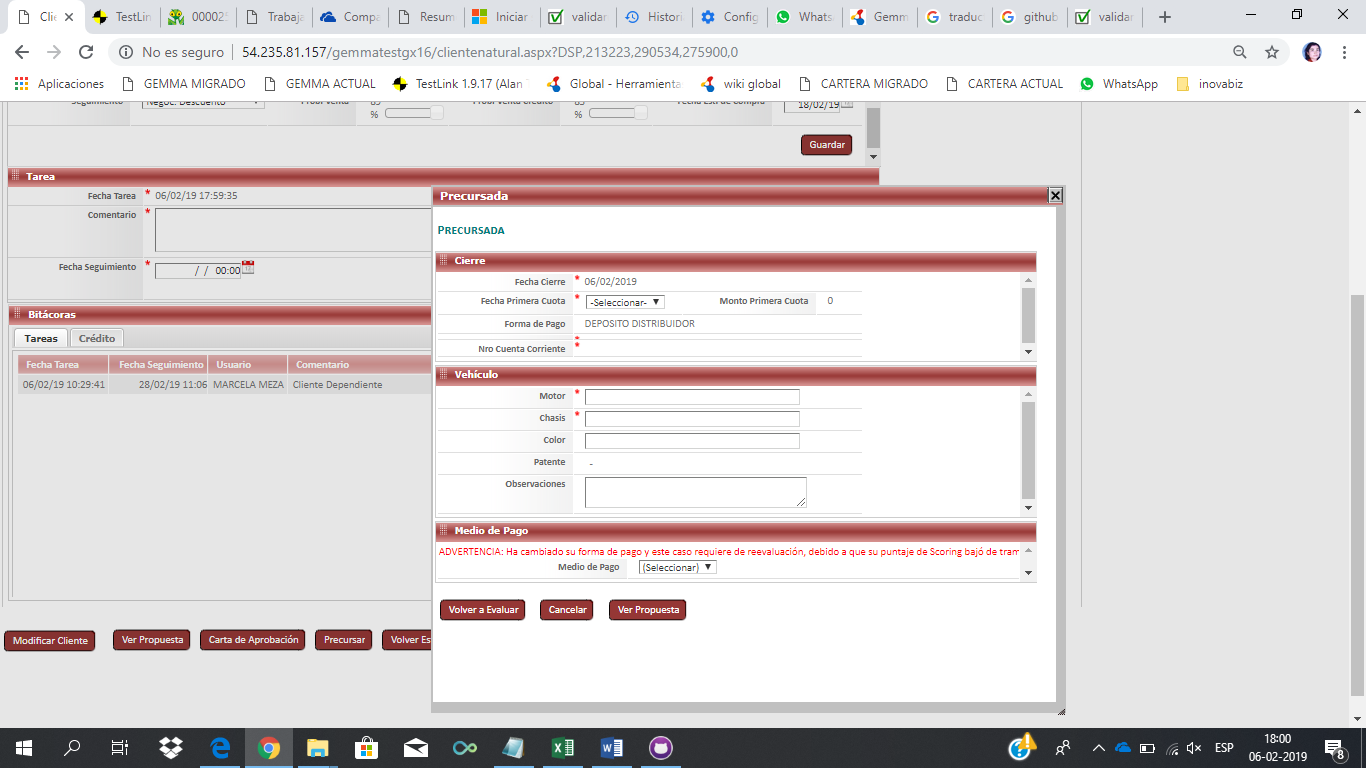 Clie
TestLin
000025
Trabaja
Compa
Resum
Iniciar
validar
Histori
Config
Whats
Gemm
traduc
github
validar
No es seguro | 54.235.81.157/gemmatestgx16/clientenatural.aspx?DSP,213223,290534,275900,0
Aplicaciones GEMMA MIGRADO GEMMA ACTUAL TestLink 1.9.17 (Alan Global - Herramienta wiki global CARTERA MIGRADO CARTERA ACTUAL WhatsApp inovabiz
Seguimiento Negoc. Descuento Prob. Venta 85 % Prob. Venta Crédito 85 % Fecha Est. de Compra 18/02/19
Guardar
Tarea
Fecha Tarea * 06/02/19 17:59:35
Comentario *
Fecha Seguimiento * / / 00:00
Bitácoras
Tareas Crédito
Fecha Tarea Fecha Seguimiento Usuario Comentario
06/02/19 10:29:41 28/02/19 11:06 MARCELA MEZA Cliente Dependiente
Modificar Cliente Ver Propuesta Carta de Aprobación Precursar Volver Es
Precursada
PRECURSADA
Cierre
Fecha Cierre * 06/02/2019
Fecha Primera Cuota * -Seleccionar- Monto Primera Cuota 0
Forma de Pago DEPOSITO DISTRIBUIDOR
Nro Cuenta Corriente * *
Vehículo
Motor *
Chasis *
Color
Patente -
Observaciones
Medio de Pago
ADVERTENCIA: Ha cambiado su forma de pago y este caso requiere de reevaluación, debido a que su puntaje de Scoring bajó de tram
Medio de Pago (Seleccionar)
Volver a Evaluar Cancelar Ver Propuesta
ESP
18:00
06-02-2019
8